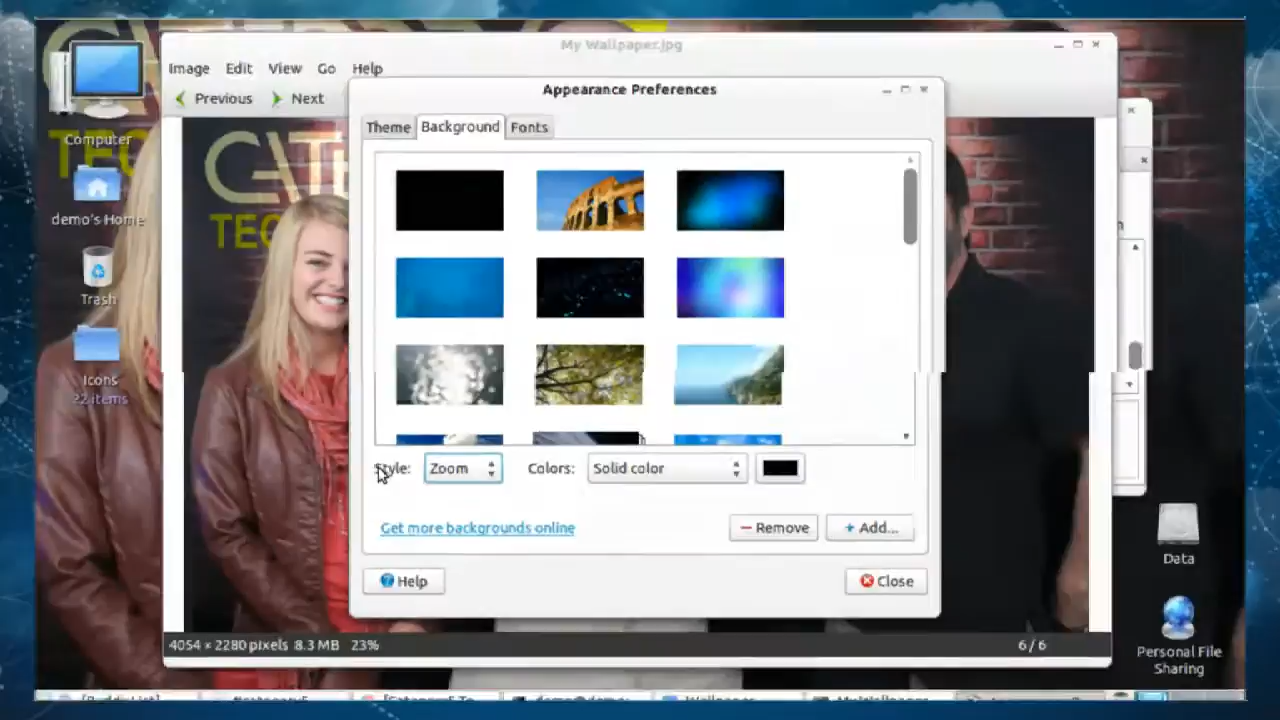 My Wallpaper.jpg
Image Edit View Go Help
Previous Next
Appearance Preferences
Theme Background Fonts
Computer
demo's Home
Trash
Icons
22 items
Style: Zoom Colors: Solid color
Get more backgrounds online
Remove Add...
Help Close
4054 × 2280 pixels 8.3 MB 23% 6 / 6
Data
Personal File
Sharing